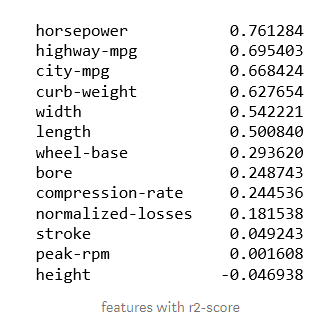 horsepower 0.761284
highway-mpg 0.695403
city-mpg 0.668424
curb-weight 0.627654
width 0.542221
length 0.500840
wheel-base 0.293620
bore 0.248743
compression-rate 0.244536
normalized-losses 0.181538
stroke 0.049243
peak-rpm 0.001608
height -0.046938
features with r2-score